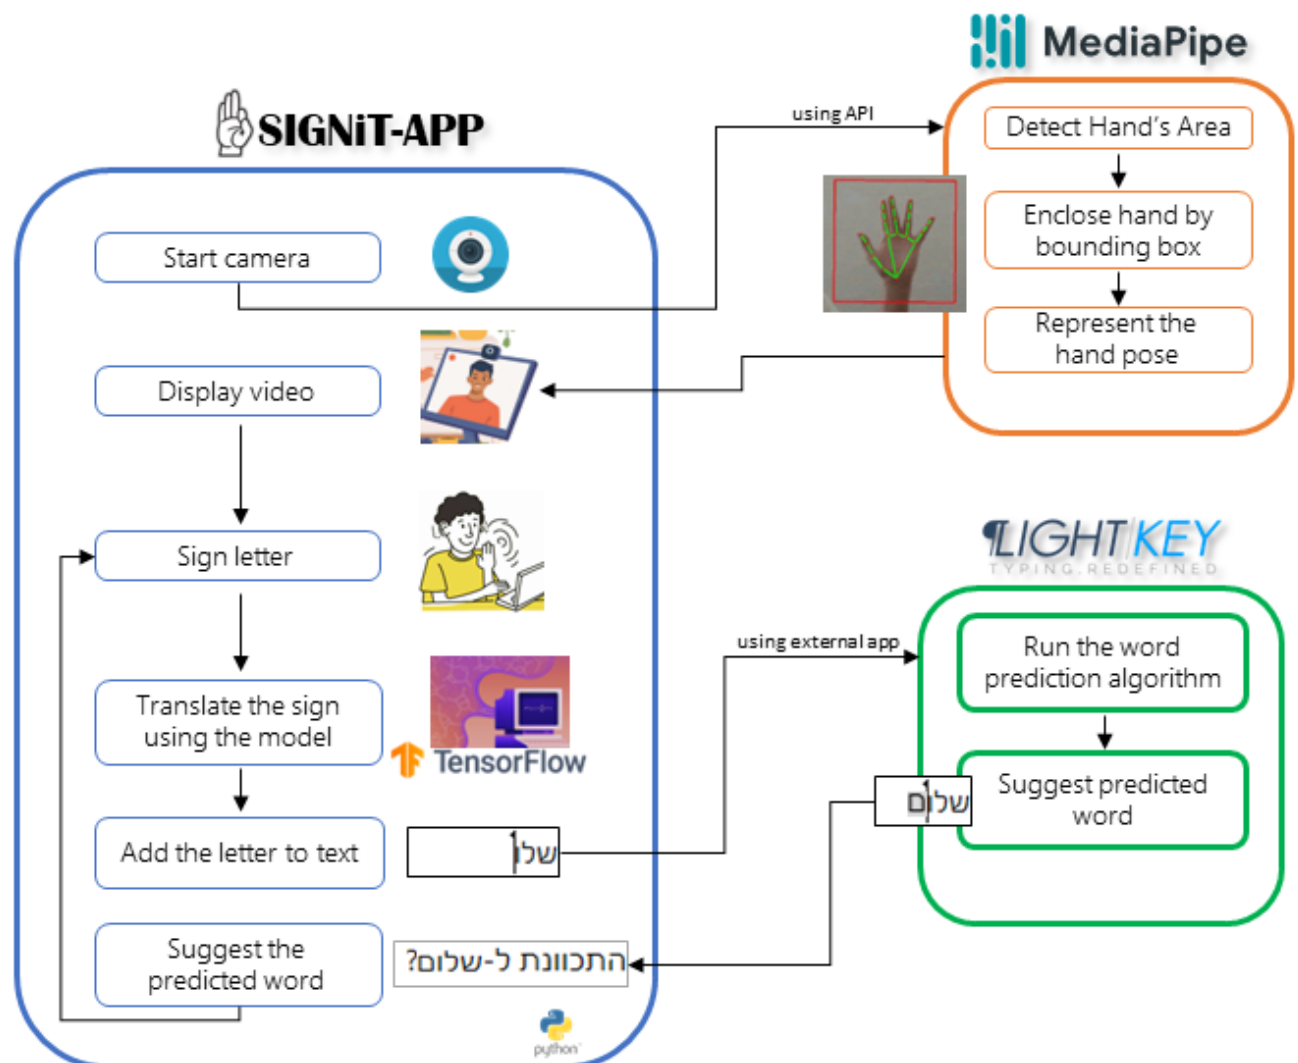 MediaPipe
using API
Detect Hand's Area
Enclose hand by
bounding box
Represent the
hand pose
SIGNiT-APP
Start camera
Display video
Sign letter
Translate the sign
using the model
TensorFlow
Add the letter to text
שלו
Suggest the
predicted word
התכוונת ל-שלום?
python
LIGHTKEY
TYPING.REDEFINED
using external app
Run the word
prediction algorithm
Suggest predicted
word
שלום